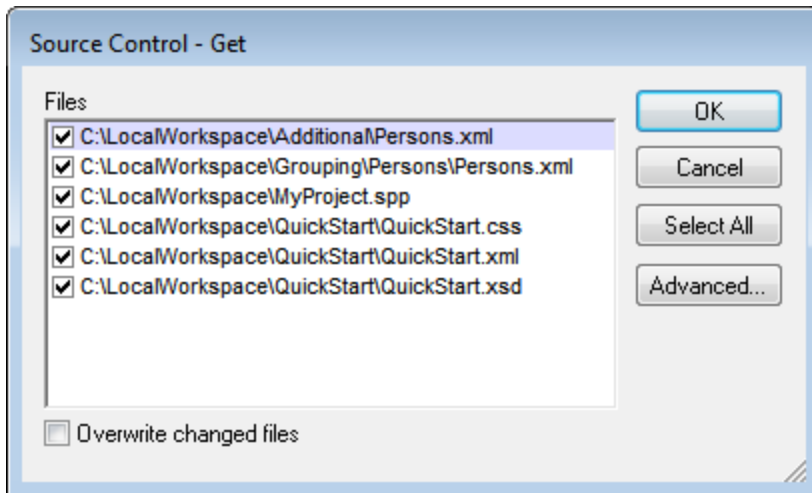 Source Control - Get
Files
C:\LocalWorkspace\Additional\Persons.xml
C:\LocalWorkspace\Grouping\Persons\Persons.xml
C:\LocalWorkspace\MyProject.spp
C:\LocalWorkspace\QuickStart\QuickStart.css
C:\LocalWorkspace\QuickStart\QuickStart.xml
C:\LocalWorkspace\QuickStart\QuickStart.xsd
OK
Cancel
Select All
Advanced...
Overwrite changed files